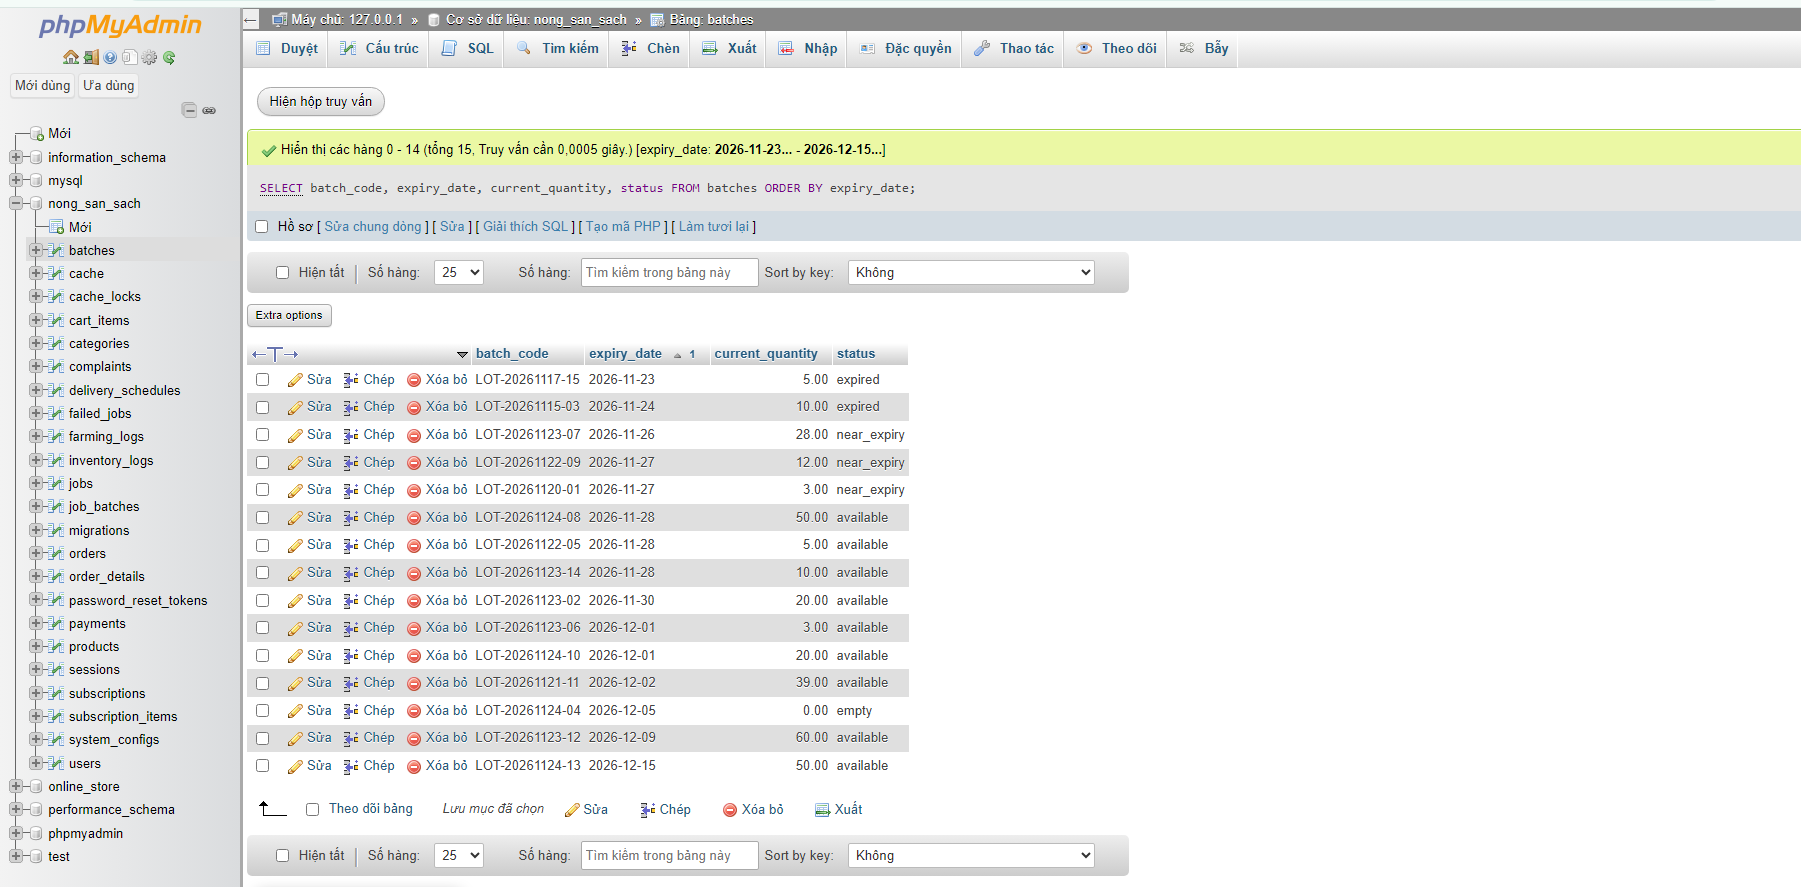 phpMyAdmin
Mới dùng Ưa dùng
Mới
information_schema
mysql
nong_san_sach
Mới
batches
cache
cache_locks
cart_items
categories
complaints
delivery_schedules
failed_jobs
farming_logs
inventory_logs
jobs
job_batches
migrations
orders
order_details
password_reset_tokens
payments
products
sessions
subscriptions
subscription_items
system_configs
users
online_store
performance_schema
phpmyadmin
test
Máy chủ: 127.0.0.1 » Cơ sở dữ liệu: nong_san_sach » Bảng: batches
Duyệt Cấu trúc SQL Tìm kiếm Chèn Xuất Nhập Đặc quyền Thao tác Theo dõi Bẫy
Hiện hộp truy vấn
Hiển thị các hàng 0 - 14 (tổng 15, Truy vấn cần 0,0005 giây.) [expiry_date: 2026-11-23... - 2026-12-15...]
SELECT batch_code, expiry_date, current_quantity, status FROM batches ORDER BY expiry_date;
Hồ sơ [ Sửa chung dòng ] [ Sửa ] [ Giải thích SQL ] [ Tạo mã PHP ] [ Làm tươi lại ]
Hiện tất Số hàng: 25 Số hàng: Tìm kiếm trong bảng này Sort by key: Không
Extra options
←T→ batch_code expiry_date 1 current_quantity status
Sửa Chép Xóa bỏ LOT-20261117-15 2026-11-23 5.00 expired
Sửa Chép Xóa bỏ LOT-20261115-03 2026-11-24 10.00 expired
Sửa Chép Xóa bỏ LOT-20261123-07 2026-11-26 28.00 near_expiry
Sửa Chép Xóa bỏ LOT-20261122-09 2026-11-27 12.00 near_expiry
Sửa Chép Xóa bỏ LOT-20261120-01 2026-11-27 3.00 near_expiry
Sửa Chép Xóa bỏ LOT-20261124-08 2026-11-28 50.00 available
Sửa Chép Xóa bỏ LOT-20261122-05 2026-11-28 5.00 available
Sửa Chép Xóa bỏ LOT-20261123-14 2026-11-28 10.00 available
Sửa Chép Xóa bỏ LOT-20261123-02 2026-11-30 20.00 available
Sửa Chép Xóa bỏ LOT-20261123-06 2026-12-01 3.00 available
Sửa Chép Xóa bỏ LOT-20261124-10 2026-12-01 20.00 available
Sửa Chép Xóa bỏ LOT-20261121-11 2026-12-02 39.00 available
Sửa Chép Xóa bỏ LOT-20261124-04 2026-12-05 0.00 empty
Sửa Chép Xóa bỏ LOT-20261123-12 2026-12-09 60.00 available
Sửa Chép Xóa bỏ LOT-20261124-13 2026-12-15 50.00 available
Theo dõi bảng Lưu mục đã chọn Sửa Chép Xóa bỏ Xuất
Hiện tất Số hàng: 25 Số hàng: Tìm kiếm trong bảng này Sort by key: Không